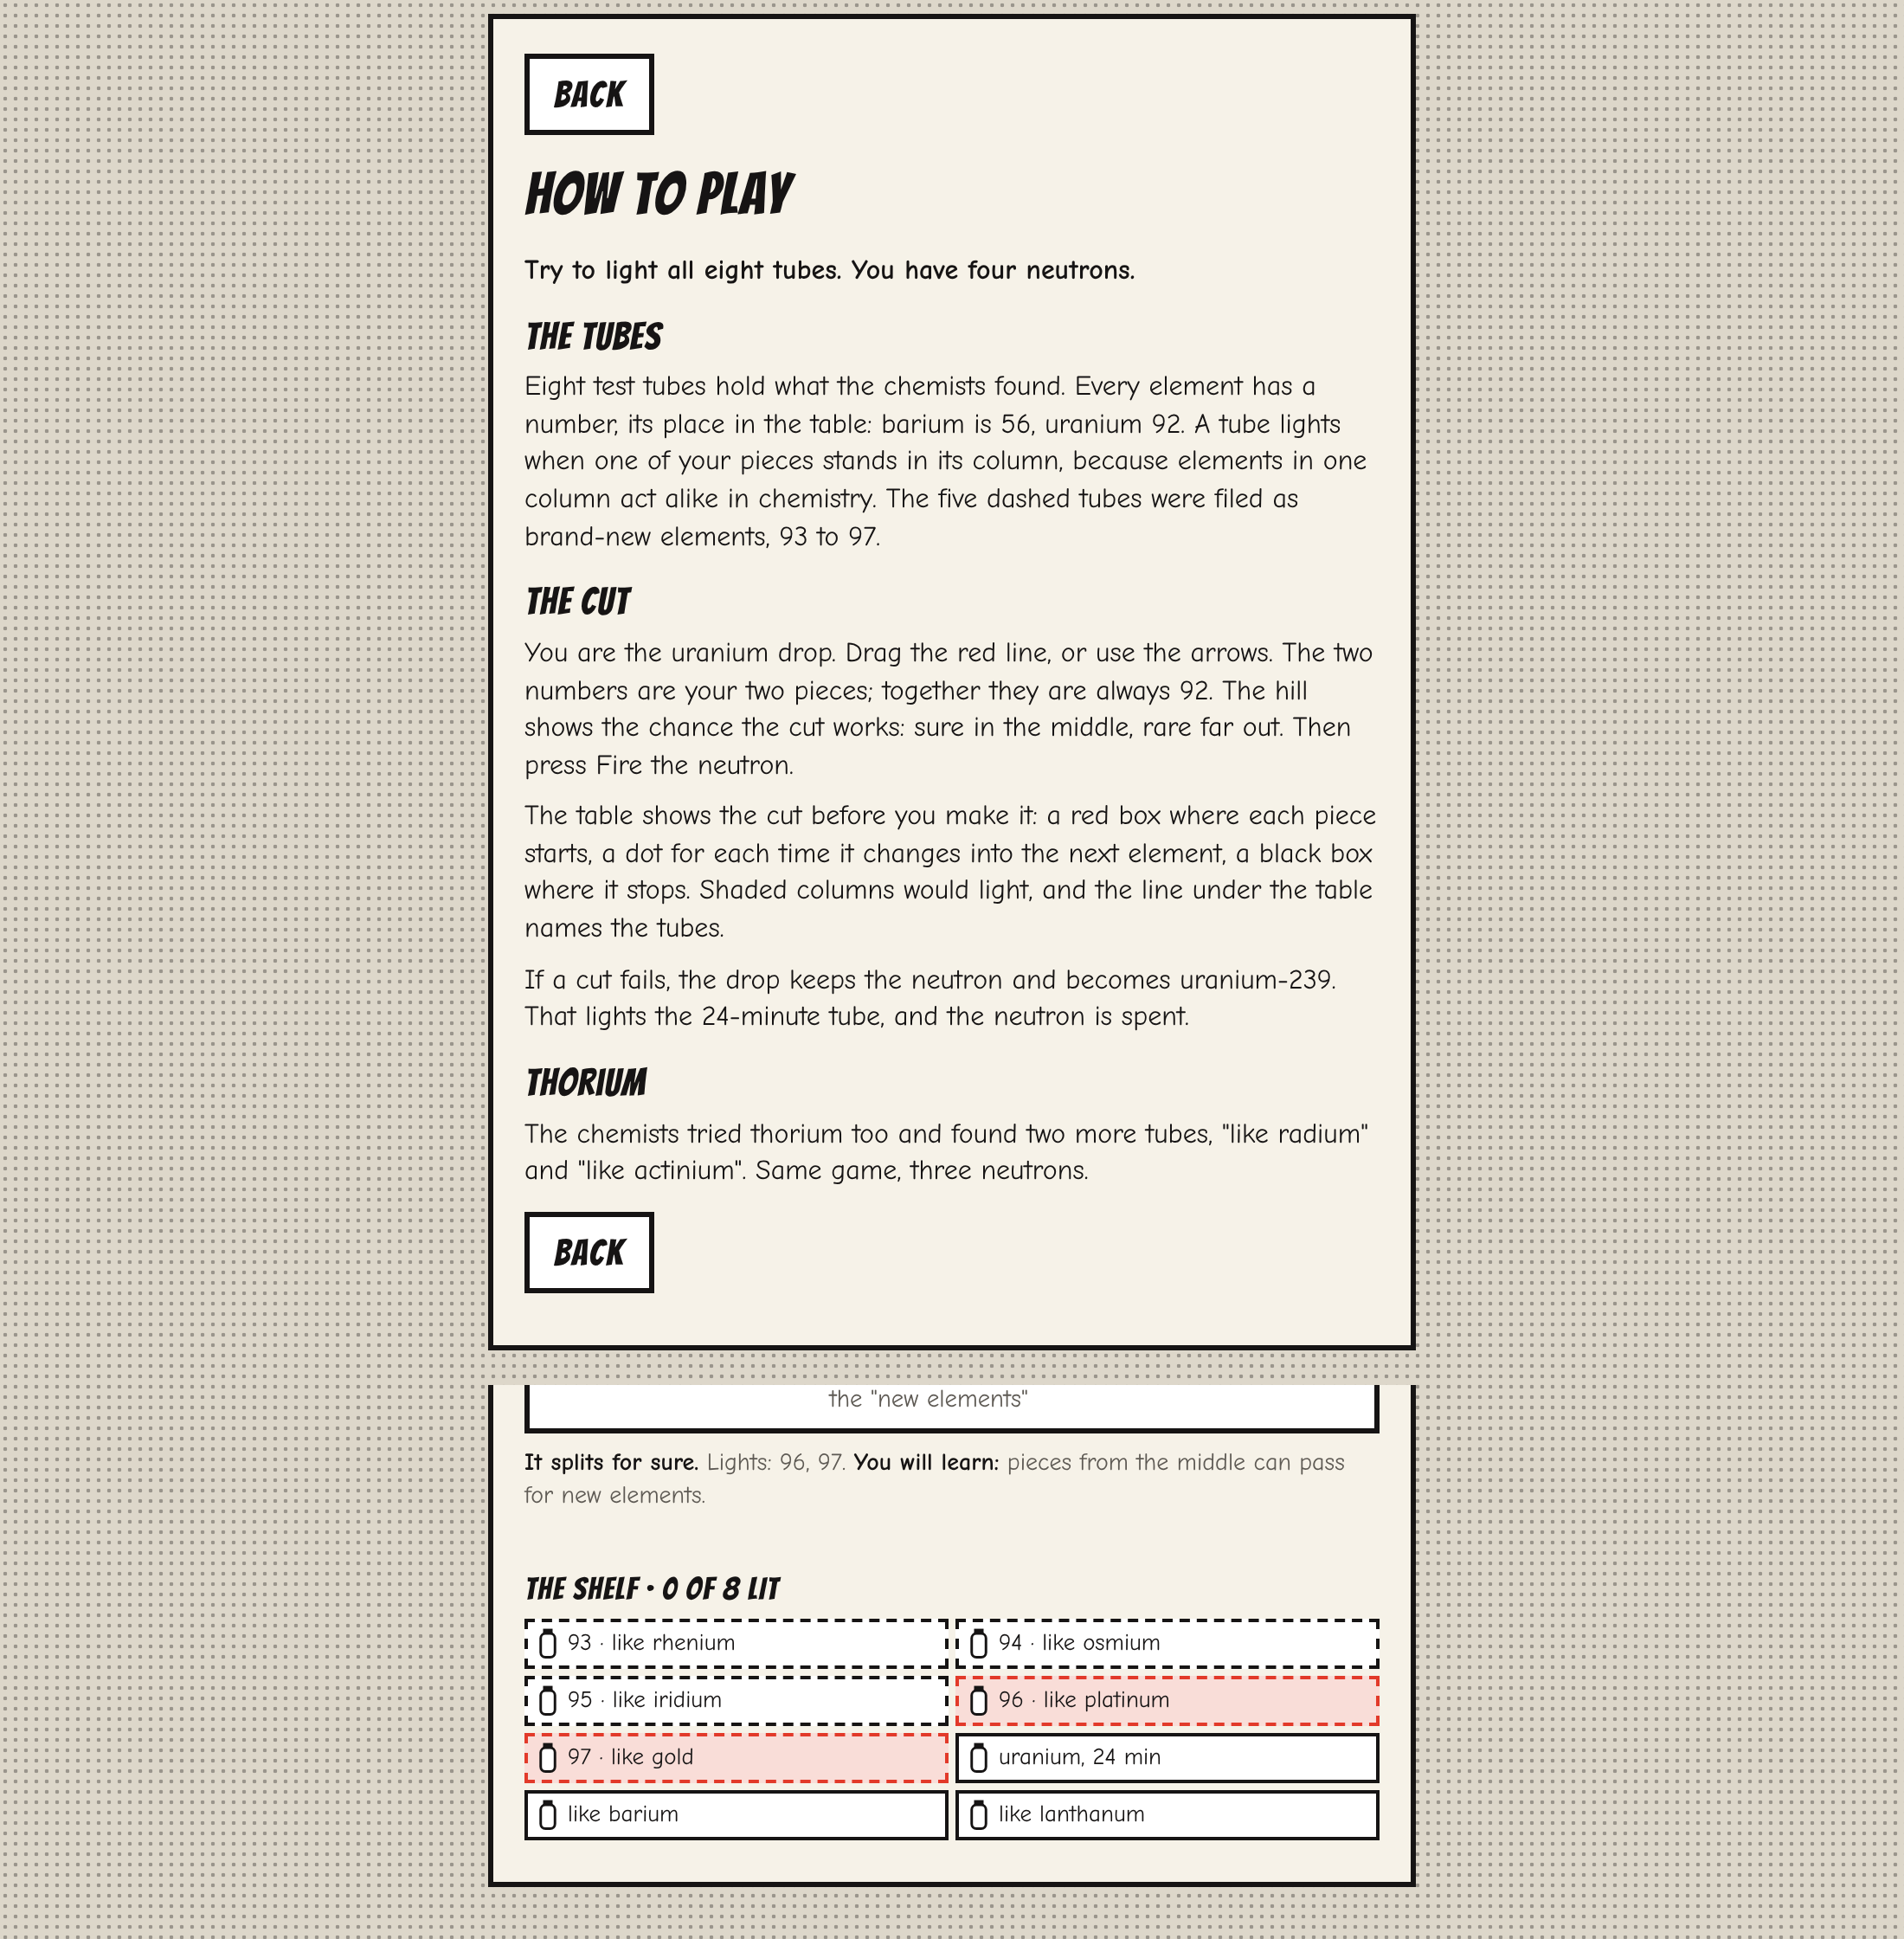 BACK
HOW TO PLAY
Try to light all eight tubes. You have four neutrons.
THE TUBES
Eight test tubes hold what the chemists found. Every element has a
number, its place in the table: barium is 56, uranium 92. A tube lights
when one of your pieces stands in its column, because elements in one
column act alike in chemistry. The five dashed tubes were filed as
brand-new elements, 93 to 97.
THE CUT
You are the uranium drop. Drag the red line, or use the arrows. The two
numbers are your two pieces; together they are always 92. The hill
shows the chance the cut works: sure in the middle, rare far out. Then
press Fire the neutron.
The table shows the cut before you make it: a red box where each piece
starts, a dot for each time it changes into the next element, a black box
where it stops. Shaded columns would light, and the line under the table
names the tubes.
If a cut fails, the drop keeps the neutron and becomes uranium-239.
That lights the 24-minute tube, and the neutron is spent.
THORIUM
The chemists tried thorium too and found two more tubes, "like radium"
and "like actinium". Same game, three neutrons.
BACK
the "new elements"
It splits for sure. Lights: 96, 97. You will learn: pieces from the middle can pass
for new elements.
THE SHELF • 0 OF 8 LIT
93 · like rhenium
94 · like osmium
95 · like iridium
96 · like platinum
97 · like gold
uranium, 24 min
like barium
like lanthanum